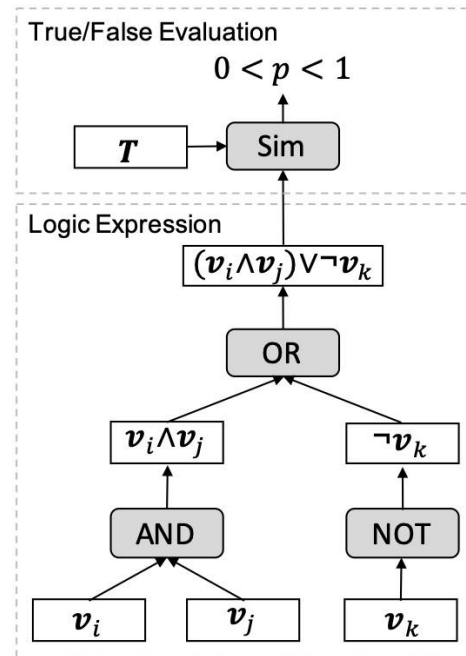 True/False Evaluation
0 < p < 1
T
Sim
Logic Expression
(v_i∧v_j)∨¬v_k
OR
v_i∧v_j
¬v_k
AND
NOT
v_i
v_j
v_k